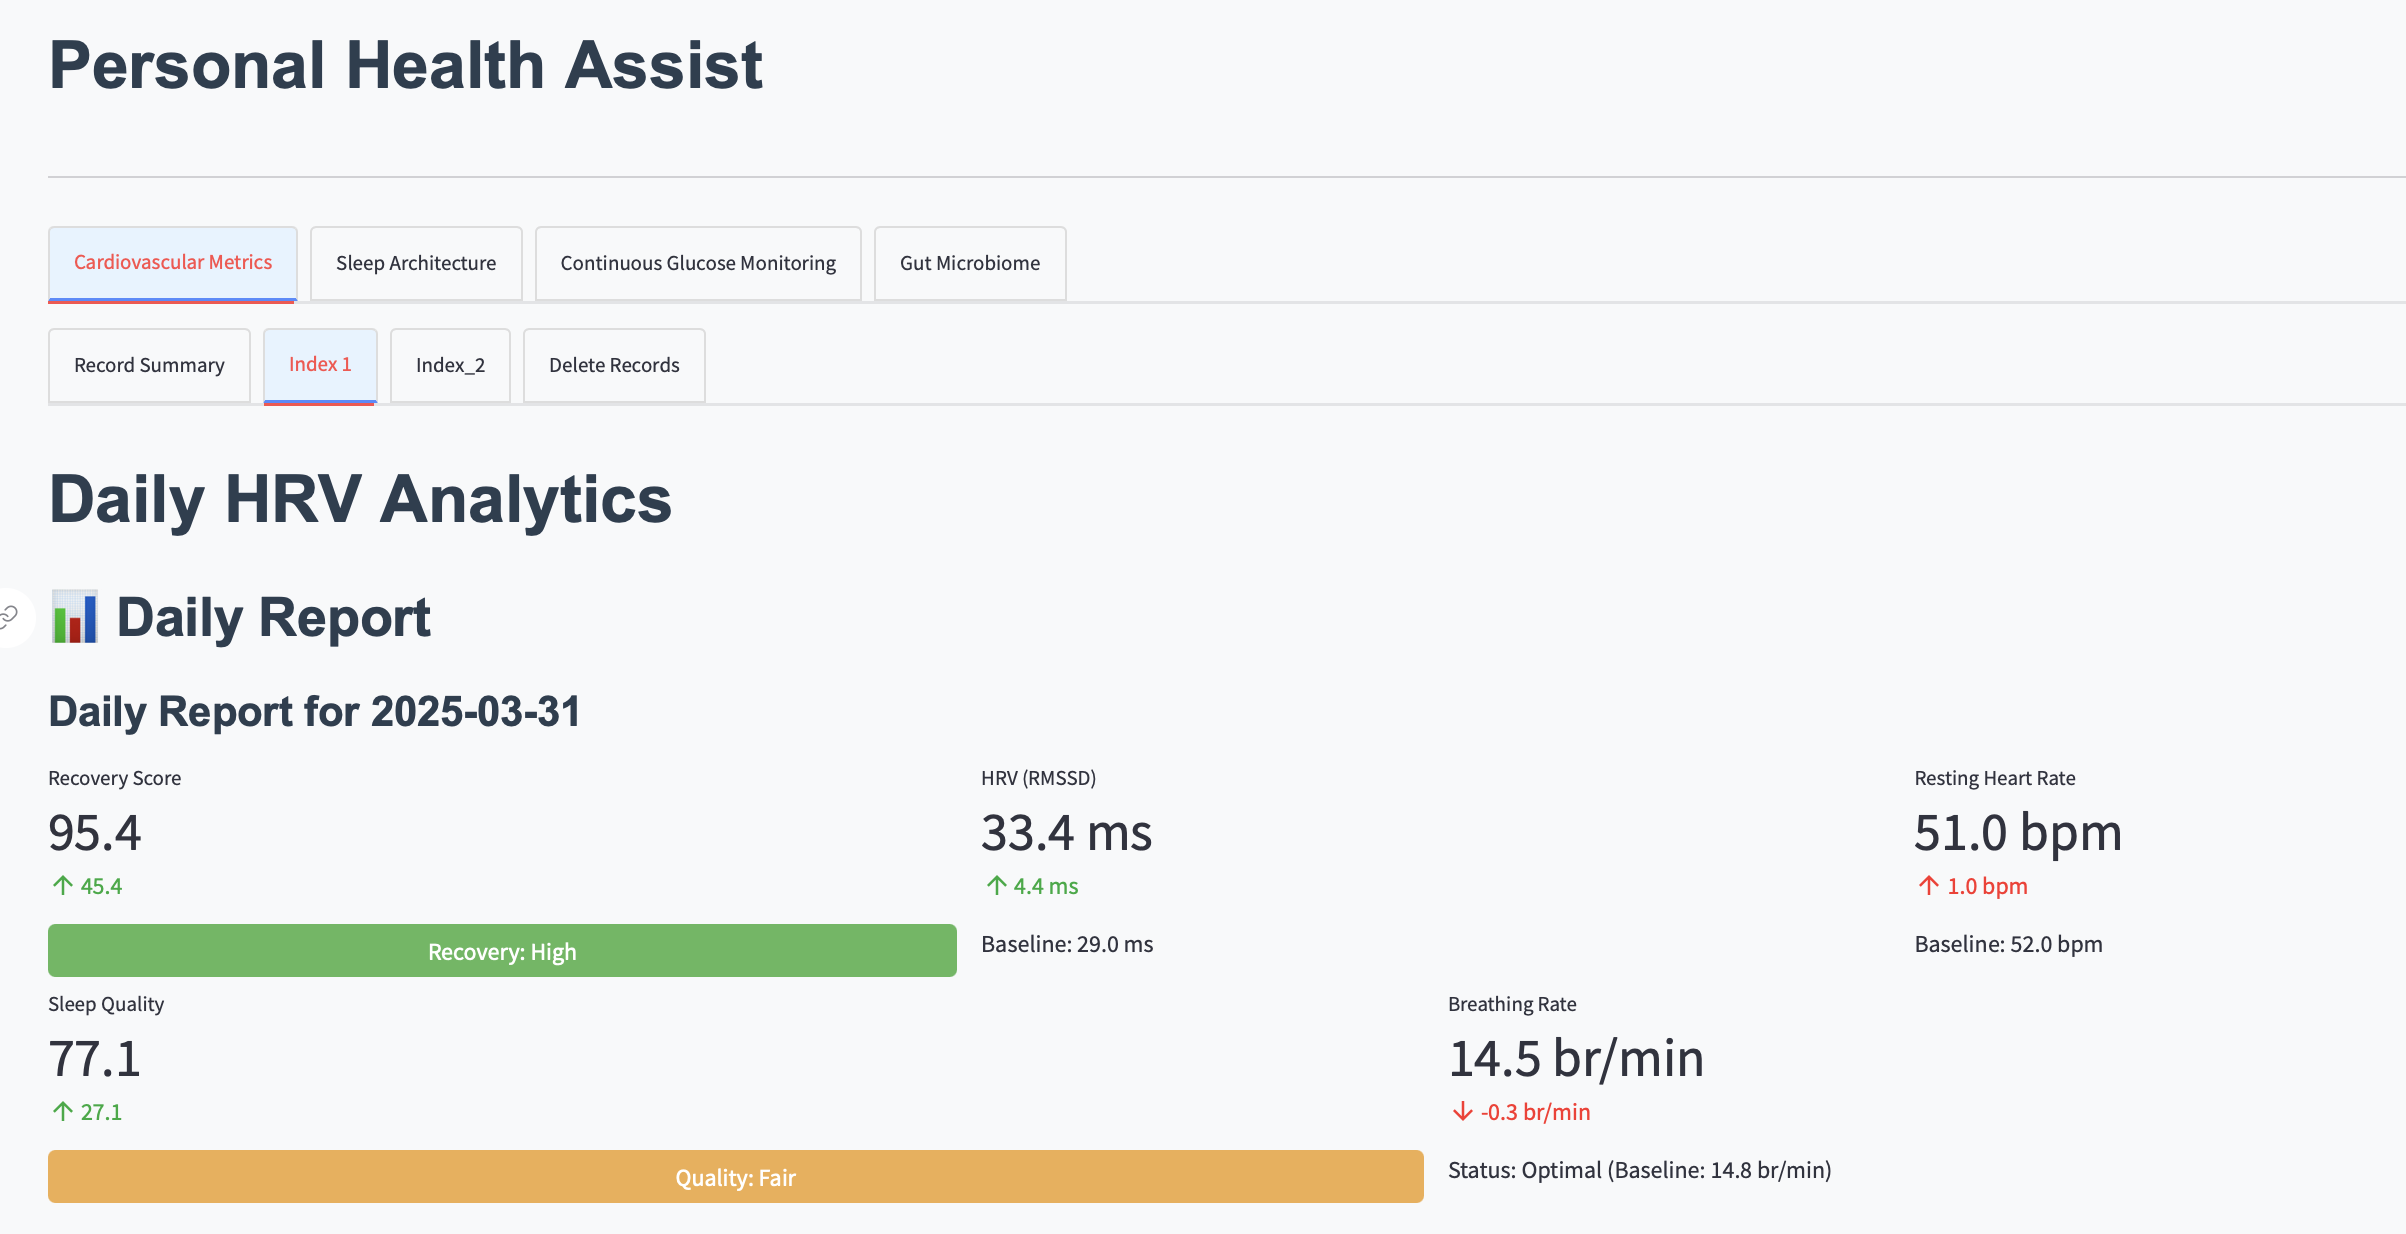 Personal Health Assist
Cardiovascular Metrics
Sleep Architecture
Continuous Glucose Monitoring
Gut Microbiome
Record Summary
Index 1
Index_2
Delete Records
Daily HRV Analytics
Daily Report
Daily Report for 2025-03-31
Recovery Score
95.4
↑ 45.4
Recovery: High
HRV (RMSSD)
33.4 ms
↑ 4.4 ms
Baseline: 29.0 ms
Resting Heart Rate
51.0 bpm
↑ 1.0 bpm
Baseline: 52.0 bpm
Sleep Quality
77.1
↑ 27.1
Quality: Fair
Breathing Rate
14.5 br/min
↓ -0.3 br/min
Status: Optimal (Baseline: 14.8 br/min)